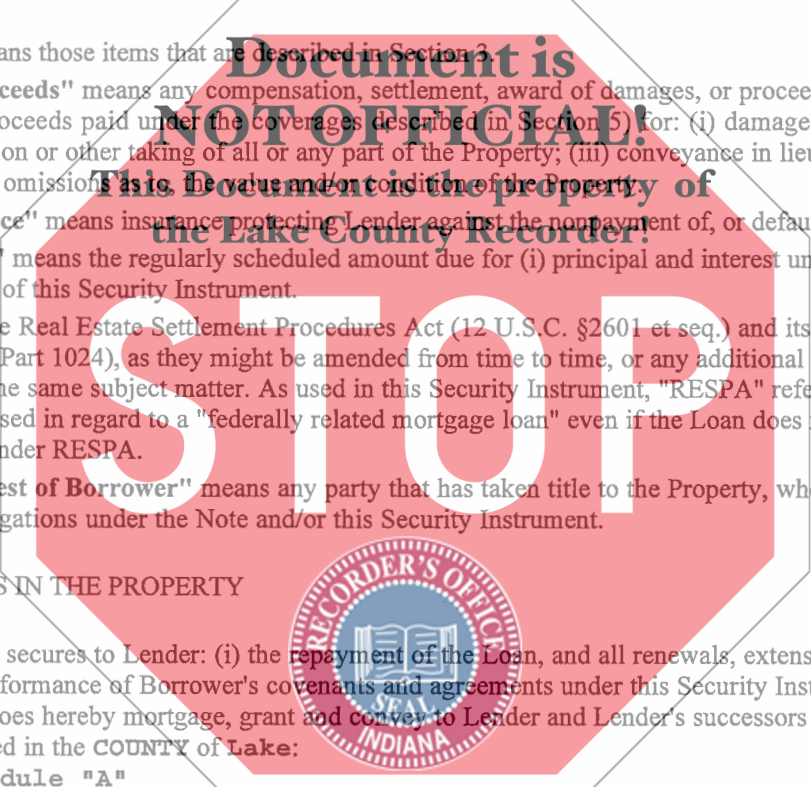 ans those items that are described in Section 3.
Document is
ceeds" means any compensation, settlement, award of damages, or procee
NOT OFFICIAL!
oceeds paid under the coverages described in Section 5) for: (i) damage
on or other taking of all or any part of the Property; (iii) conveyance in lieu
This Document is the property of
omissions as to, the value and/or condition of the Property.
ce" means insurance protecting Lender against the nonpayment of, or defau
the Lake County Recorder!
" means the regularly scheduled amount due for (i) principal and interest un
of this Security Instrument.
e Real Estate Settlement Procedures Act (12 U.S.C. §2601 et seq.) and its
Part 1024), as they might be amended from time to time, or any additional
ne same subject matter. As used in this Security Instrument, "RESPA" refe
sed in regard to a "federally related mortgage loan" even if the Loan does
nder RESPA.
STOP
est of Borrower" means any party that has taken title to the Property, whe
gations under the Note and/or this Security Instrument.
S IN THE PROPERTY
RECORDER'S OFFICE
SEAL
INDIANA
secures to Lender: (i) the repayment of the Loan, and all renewals, extens
formance of Borrower's covenants and agreements under this Security Inst
oes hereby mortgage, grant and convey to Lender and Lender's successors
ed in the COUNTY of Lake:
dule "A"